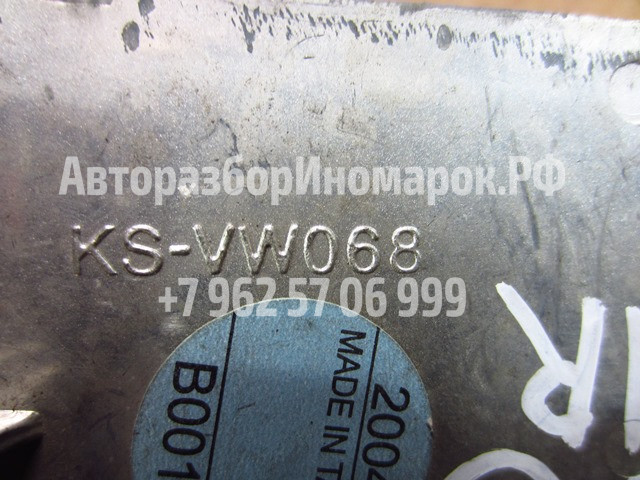 АвторазборИномарок.РФ
KS-VW068
+7 962 57 06 999
B001
MADE IN TA
2004
R